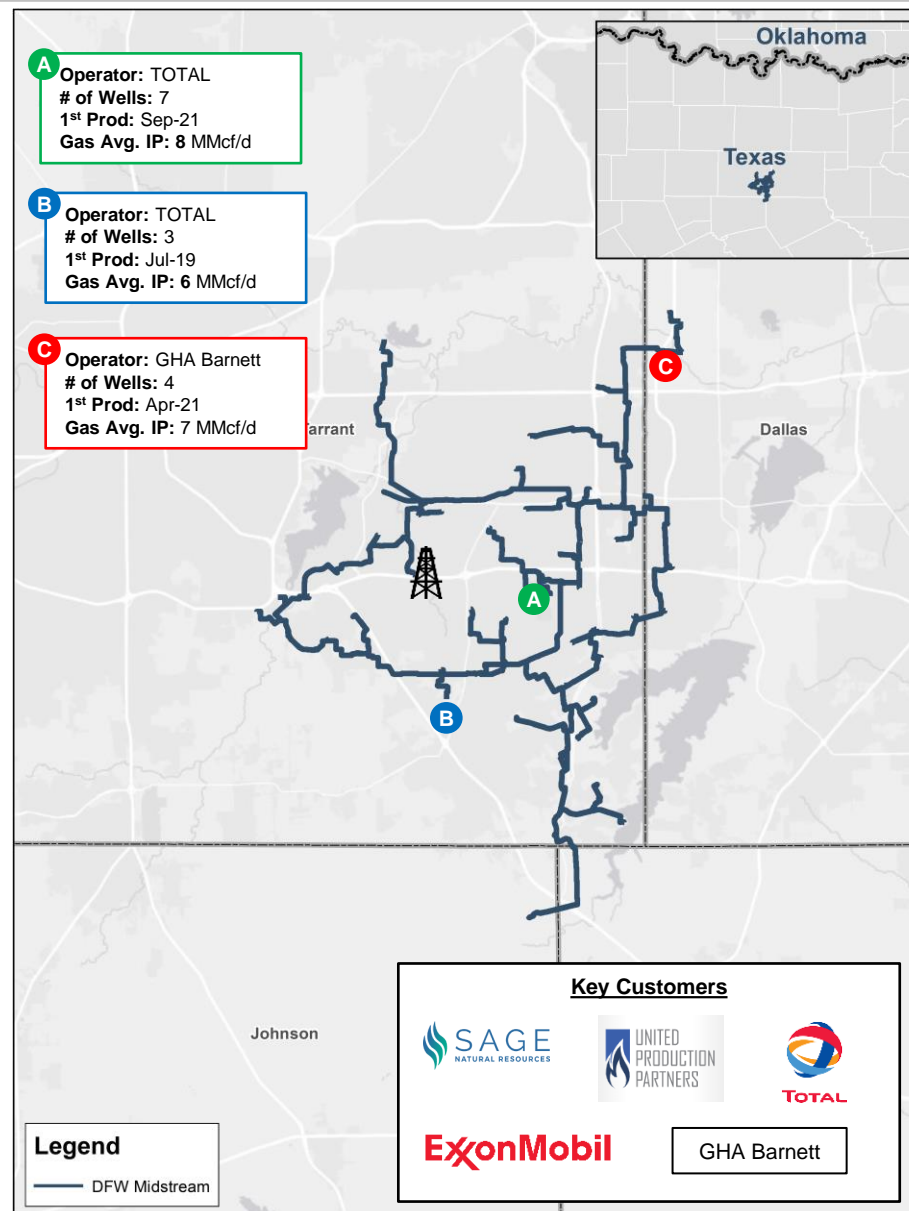 Oklahoma
Texas
A
Operator: TOTAL
# of Wells: 7
1st Prod: Sep-21
Gas Avg. IP: 8 MMcf/d
B
Operator: TOTAL
# of Wells: 3
1st Prod: Jul-19
Gas Avg. IP: 6 MMcf/d
C
Operator: GHA Barnett
# of Wells: 4
1st Prod: Apr-21
Gas Avg. IP: 7 MMcf/d
C
arrant
Dallas
A
B
Johnson
Key Customers
SAGE
NATURAL RESOURCES
UNITED
PRODUCTION
PARTNERS
TOTAL
ExxonMobil
GHA Barnett
Legend
DFW Midstream